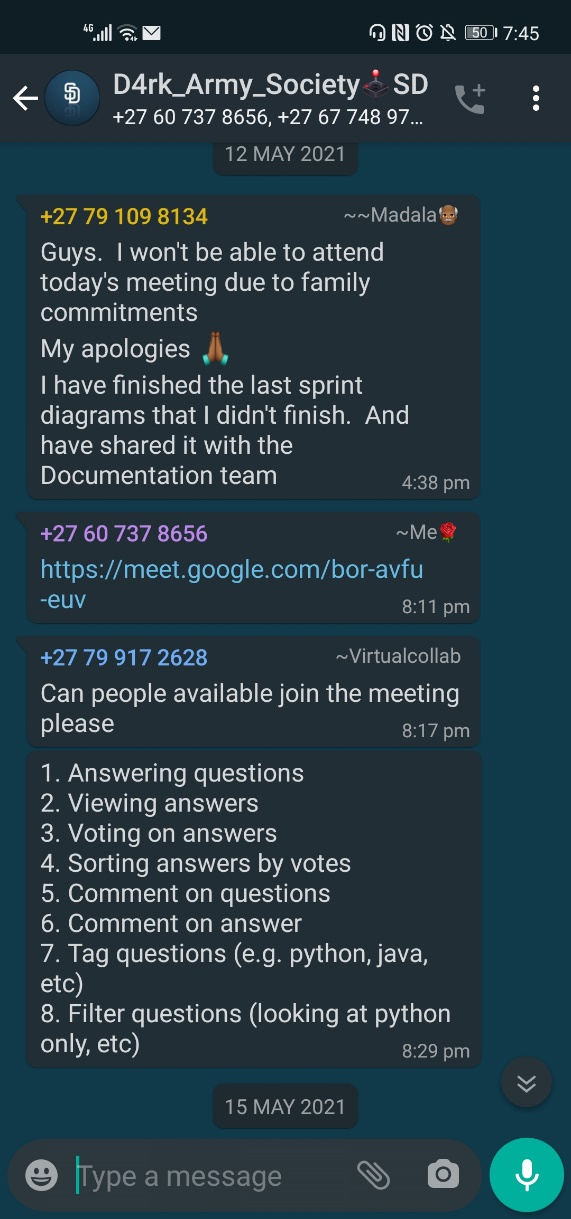 4G 50 7:45
D4rk_Army_Society🕹️SD
+27 60 737 8656, +27 67 748 97...
12 MAY 2021
+27 79 109 8134 ~~Madala👴🏾
Guys.  I won't be able to attend
today's meeting due to family
commitments
My apologies 🙏🏾
I have finished the last sprint
diagrams that I didn't finish.  And
have shared it with the
Documentation team 4:38 pm
+27 60 737 8656 ~Me🌹
https://meet.google.com/bor-avfu
-euv 8:11 pm
+27 79 917 2628 ~Virtualcollab
Can people available join the meeting
please 8:17 pm
1. Answering questions
2. Viewing answers
3. Voting on answers
4. Sorting answers by votes
5. Comment on questions
6. Comment on answer
7. Tag questions (e.g. python, java,
etc)
8. Filter questions (looking at python
only, etc) 8:29 pm
15 MAY 2021
Type a message